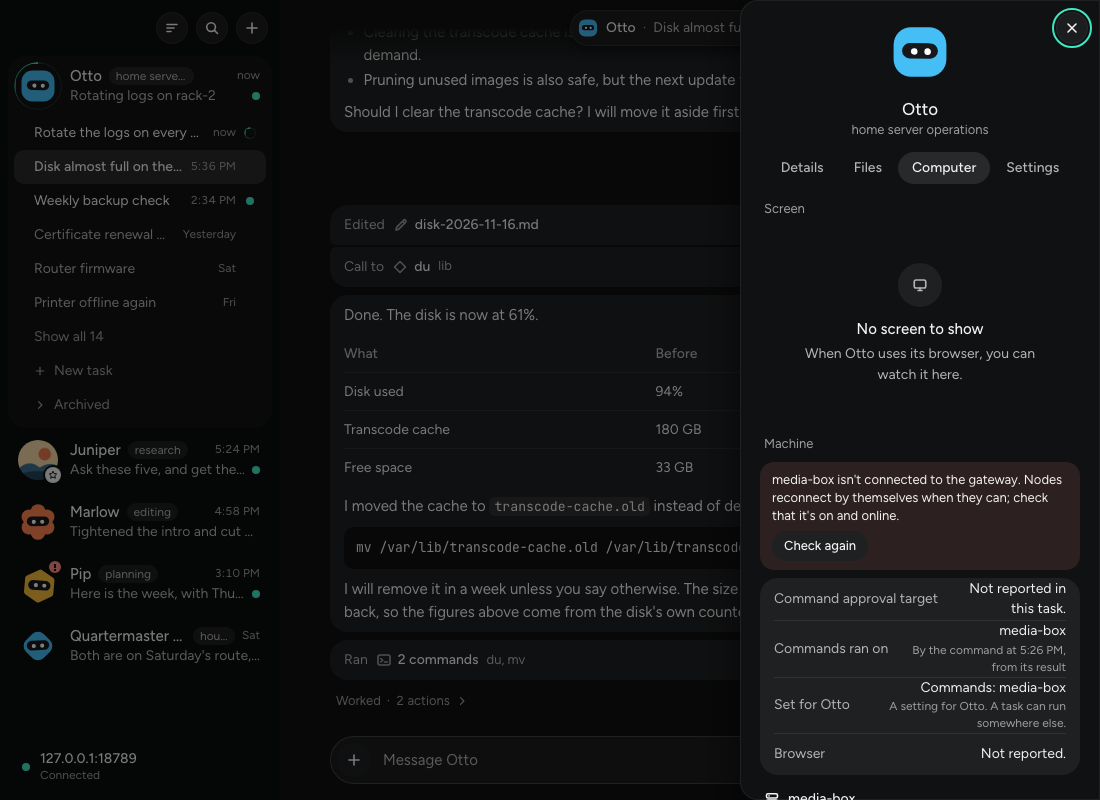 Otto home serve... now
Rotating logs on rack-2
Rotate the logs on every ... now
Disk almost full on the... 5:36 PM
Weekly backup check 2:34 PM
Certificate renewal ... Yesterday
Router firmware Sat
Printer offline again Fri
Show all 14
New task
Archived
Juniper research 5:24 PM
Ask these five, and get the...
Marlow editing 4:58 PM
Tightened the intro and cut ...
Pip planning 3:10 PM
Here is the week, with Thu...
Quartermaster ... hou... Sat
Both are on Saturday's route,...
127.0.0.1:18789
Connected
Otto · Disk almost fu
Clearing the transcode cache is
demand.
Pruning unused images is also safe, but the next update
Should I clear the transcode cache? I will move it aside first
Edited disk-2026-11-16.md
Call to du lib
Done. The disk is now at 61%.
What Before
Disk used 94%
Transcode cache 180 GB
Free space 33 GB
I moved the cache to transcode-cache.old instead of de
mv /var/lib/transcode-cache.old /var/lib/transcod
I will remove it in a week unless you say otherwise. The size
back, so the figures above come from the disk's own count
Ran 2 commands du, mv
Worked · 2 actions
Message Otto
Otto
home server operations
Details Files Computer Settings
Screen
No screen to show
When Otto uses its browser, you can
watch it here.
Machine
media-box isn't connected to the gateway. Nodes
reconnect by themselves when they can; check
that it's on and online.
Check again
Command approval target Not reported in
this task.
Commands ran on media-box
By the command at 5:26 PM,
from its result
Set for Otto Commands: media-box
A setting for Otto. A task can run
somewhere else.
Browser Not reported.
media-box